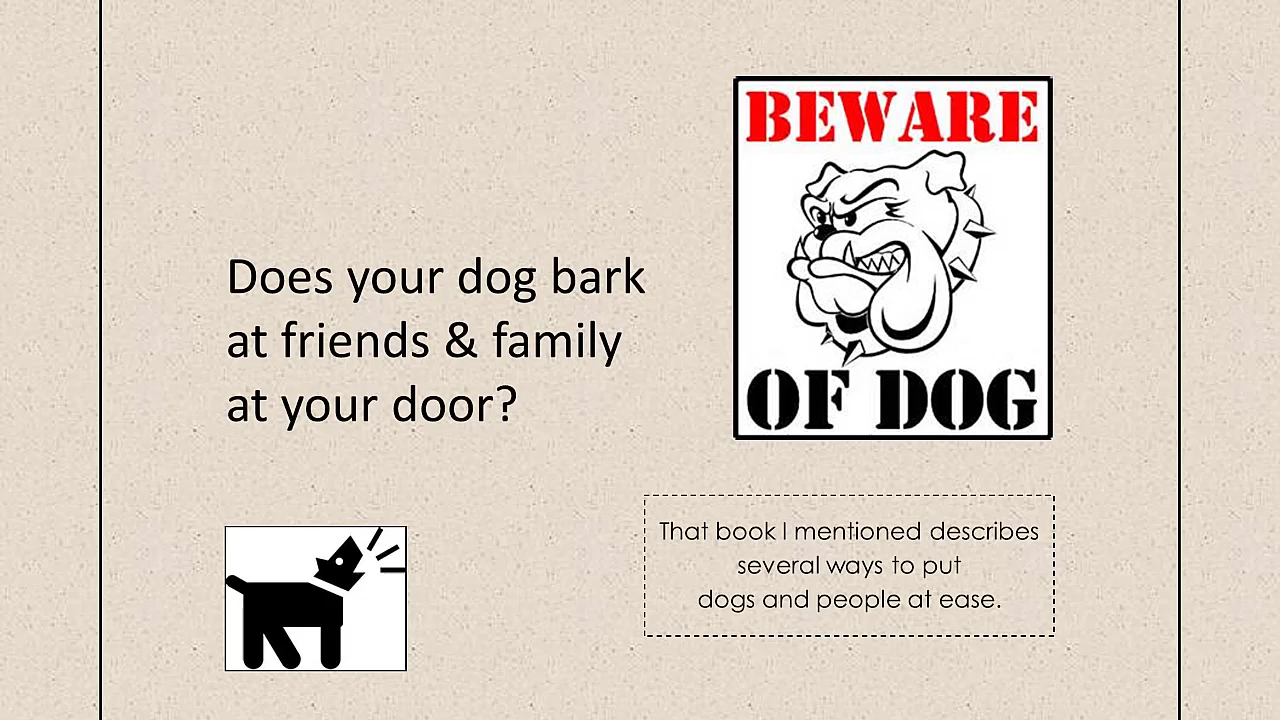 Does your dog bark
at friends & family
at your door?
BEWARE
OF DOG
That book I mentioned describes
several ways to put
dogs and people at ease.